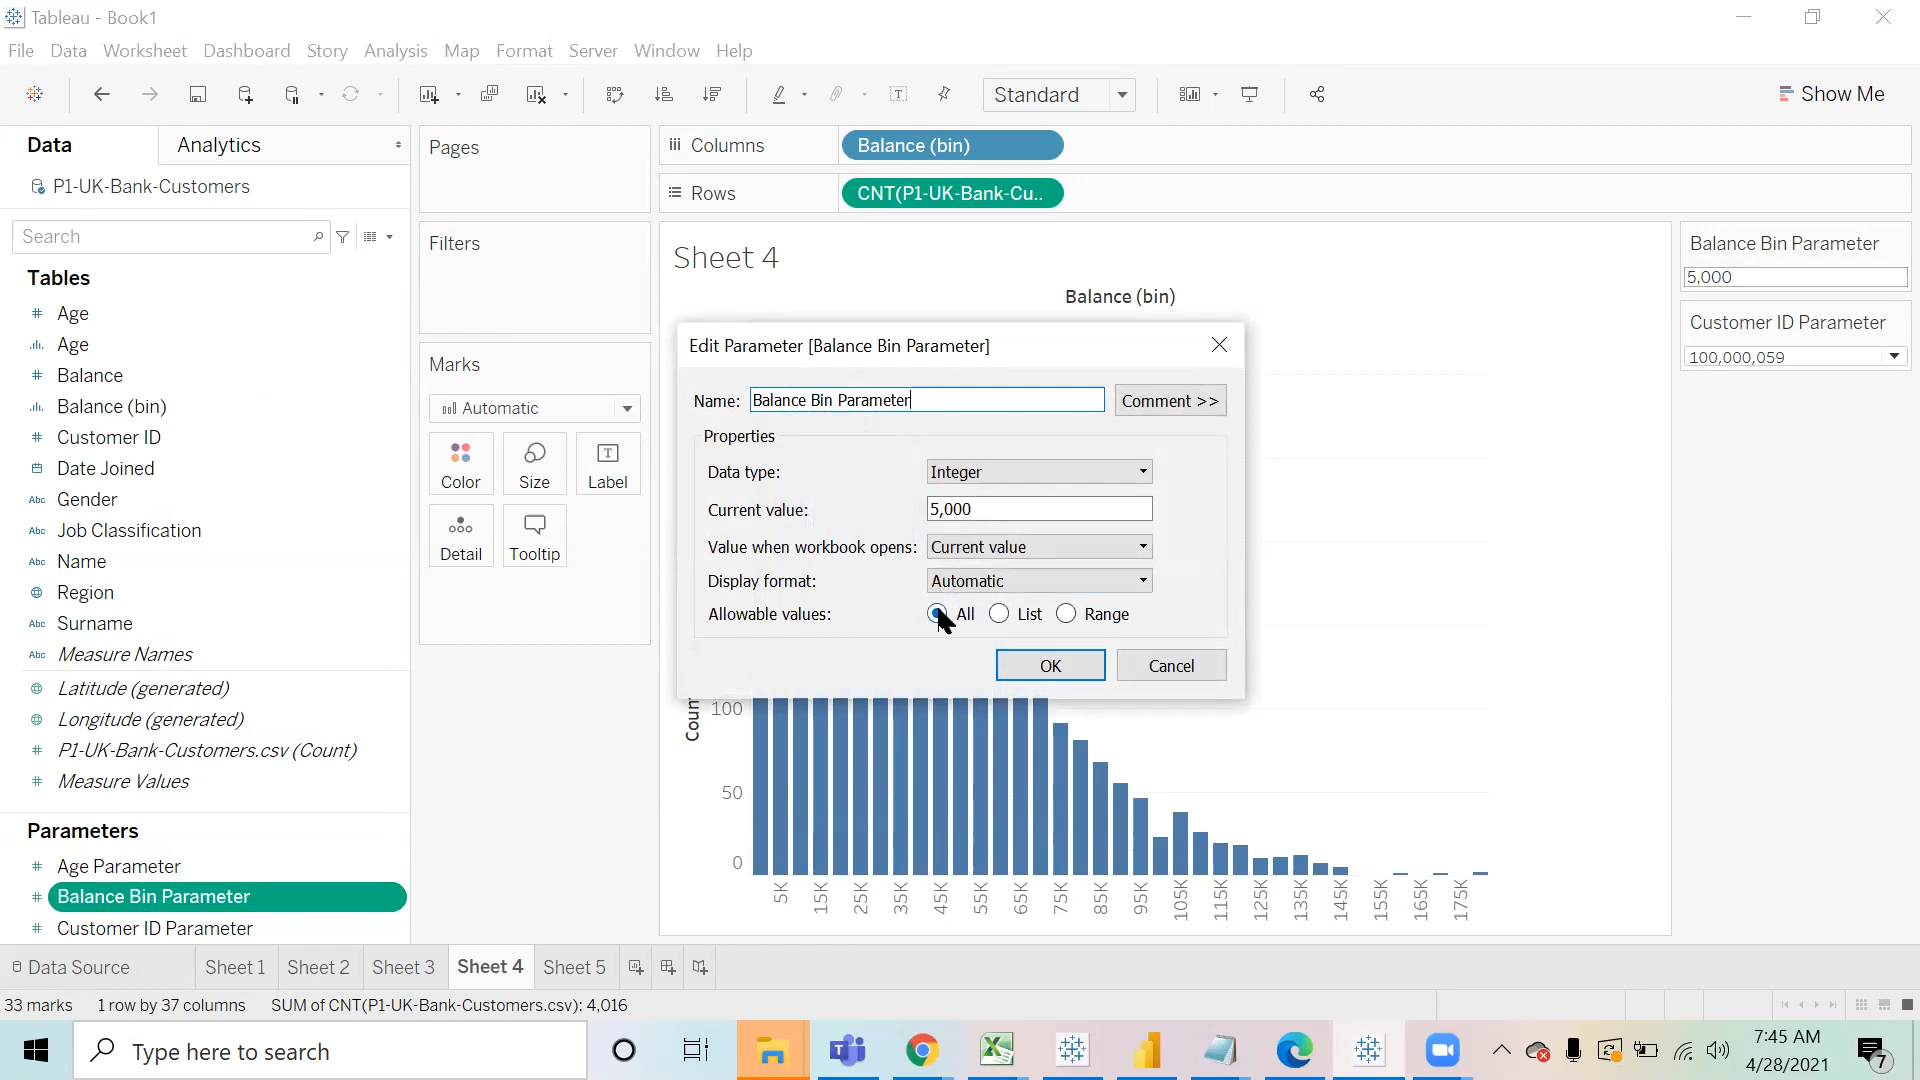 Tableau - Book1
File Data Worksheet Dashboard Story Analysis Map Format Server Window Help
Standard
Show Me
Data
Analytics
P1-UK-Bank-Customers
Search
Tables
# Age
Age
# Balance
Balance (bin)
# Customer ID
Date Joined
Abc Gender
Abc Job Classification
Abc Name
Region
Abc Surname
Abc Measure Names
Latitude (generated)
Longitude (generated)
# P1-UK-Bank-Customers.csv (Count)
# Measure Values
Parameters
# Age Parameter
# Balance Bin Parameter
# Customer ID Parameter
Pages
Filters
Marks
Automatic
Color Size Label
Detail Tooltip
Columns Balance (bin)
Rows CNT(P1-UK-Bank-Cu..
Sheet 4
Balance (bin)
Edit Parameter [Balance Bin Parameter]
Name: Balance Bin Parameter Comment >>
Properties
Data type: Integer
Current value: 5,000
Value when workbook opens: Current value
Display format: Automatic
Allowable values: All List Range
OK Cancel
100
50
0
5K 15K 25K 35K 45K 55K 65K 75K 85K 95K 105K 115K 125K 135K 145K 155K 165K 175K
Balance Bin Parameter
5,000
Customer ID Parameter
100,000,059
Data Source Sheet 1 Sheet 2 Sheet 3 Sheet 4 Sheet 5
33 marks 1 row by 37 columns SUM of CNT(P1-UK-Bank-Customers.csv): 4,016
Type here to search
7:45 AM
4/28/2021
7